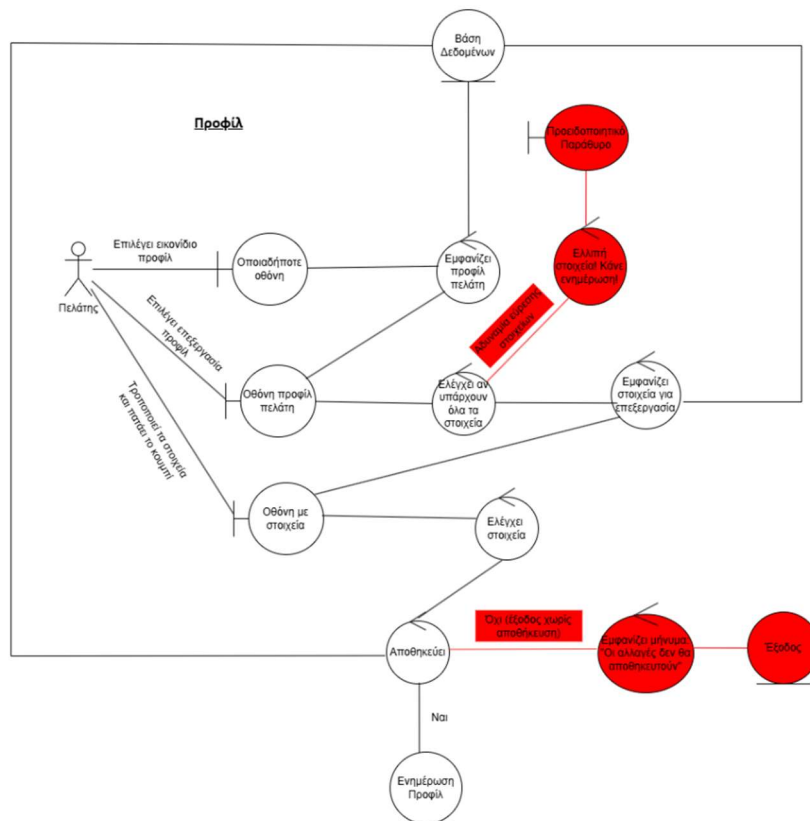 Βάση
Δεδομένων
Προφίλ
Προειδοποιητικό
Παράθυρο
Επιλέγει εικονίδιο
προφίλ
Οποιαδήποτε
οθόνη
Εμφανίζει
προφίλ
πελάτη
Ελλιπή
στοιχεία! Κάνε
ενημέρωση!
Πελάτης
Επιλέγει επεξεργασία
προφίλ
Αδυναμία εύρεσης
στοιχείων
Οθόνη προφίλ
πελάτη
Ελέγχει αν
υπάρχουν
όλα τα
στοιχεία
Εμφανίζει
στοιχεία για
επεξεργασία
Τροποποιεί τα στοιχεία
και πατάει το κουμπί
Οθόνη με
στοιχεία
Ελέγχει
στοιχεία
Αποθηκεύει
Όχι (έξοδος χωρίς
αποθήκευση)
Εμφανίζει μήνυμα:
"Οι αλλαγές δεν θα
αποθηκευτούν"
Έξοδος
Ναι
Ενημέρωση
Προφίλ